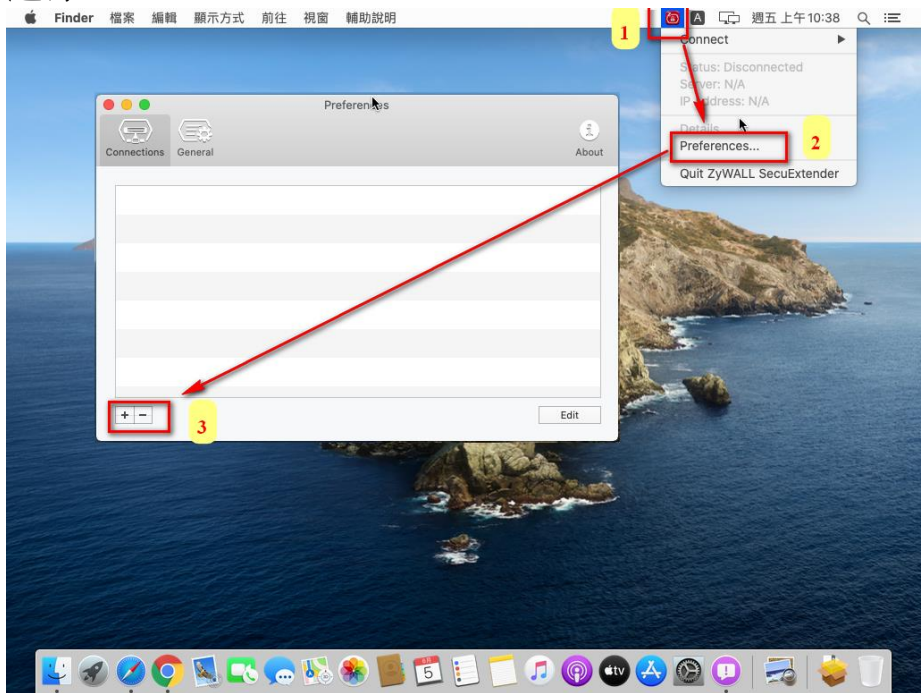 Finder 檔案 編輯 顯示方式 前往 視窗 輔助說明
1
A
週五 上午10:38
Connect
Status: Disconnected
Server: N/A
IP Address: N/A
Details...
Preferences...
2
Quit ZyWALL SecuExtender
Preferences
Connections
General
About
+ −
Edit
3
5
tv